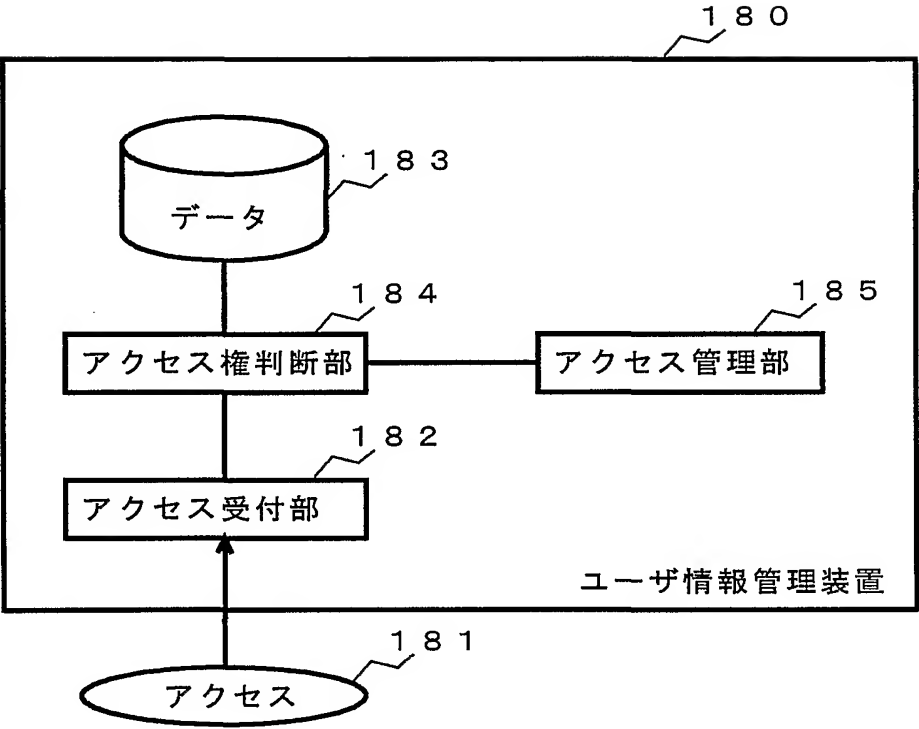 １８０
１８３
データ
１８４
１８５
アクセス権判断部
アクセス管理部
１８２
アクセス受付部
ユーザ情報管理装置
１８１
アクセス